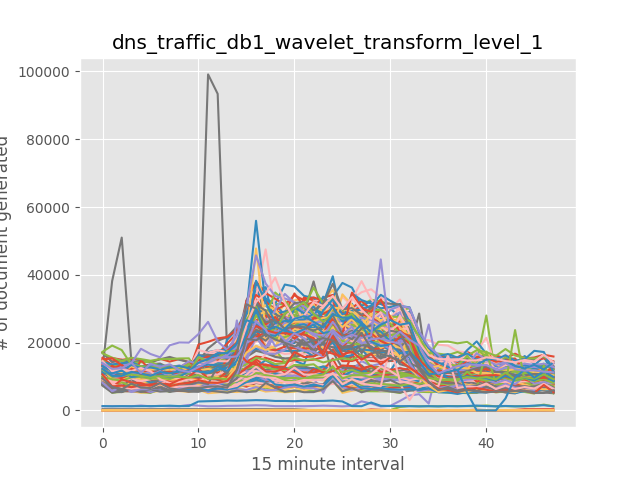 dns_traffic_db1_wavelet_transform_level_1
# of document generated
100000
80000
60000
40000
20000
0
0 10 20 30 40
15 minute interval